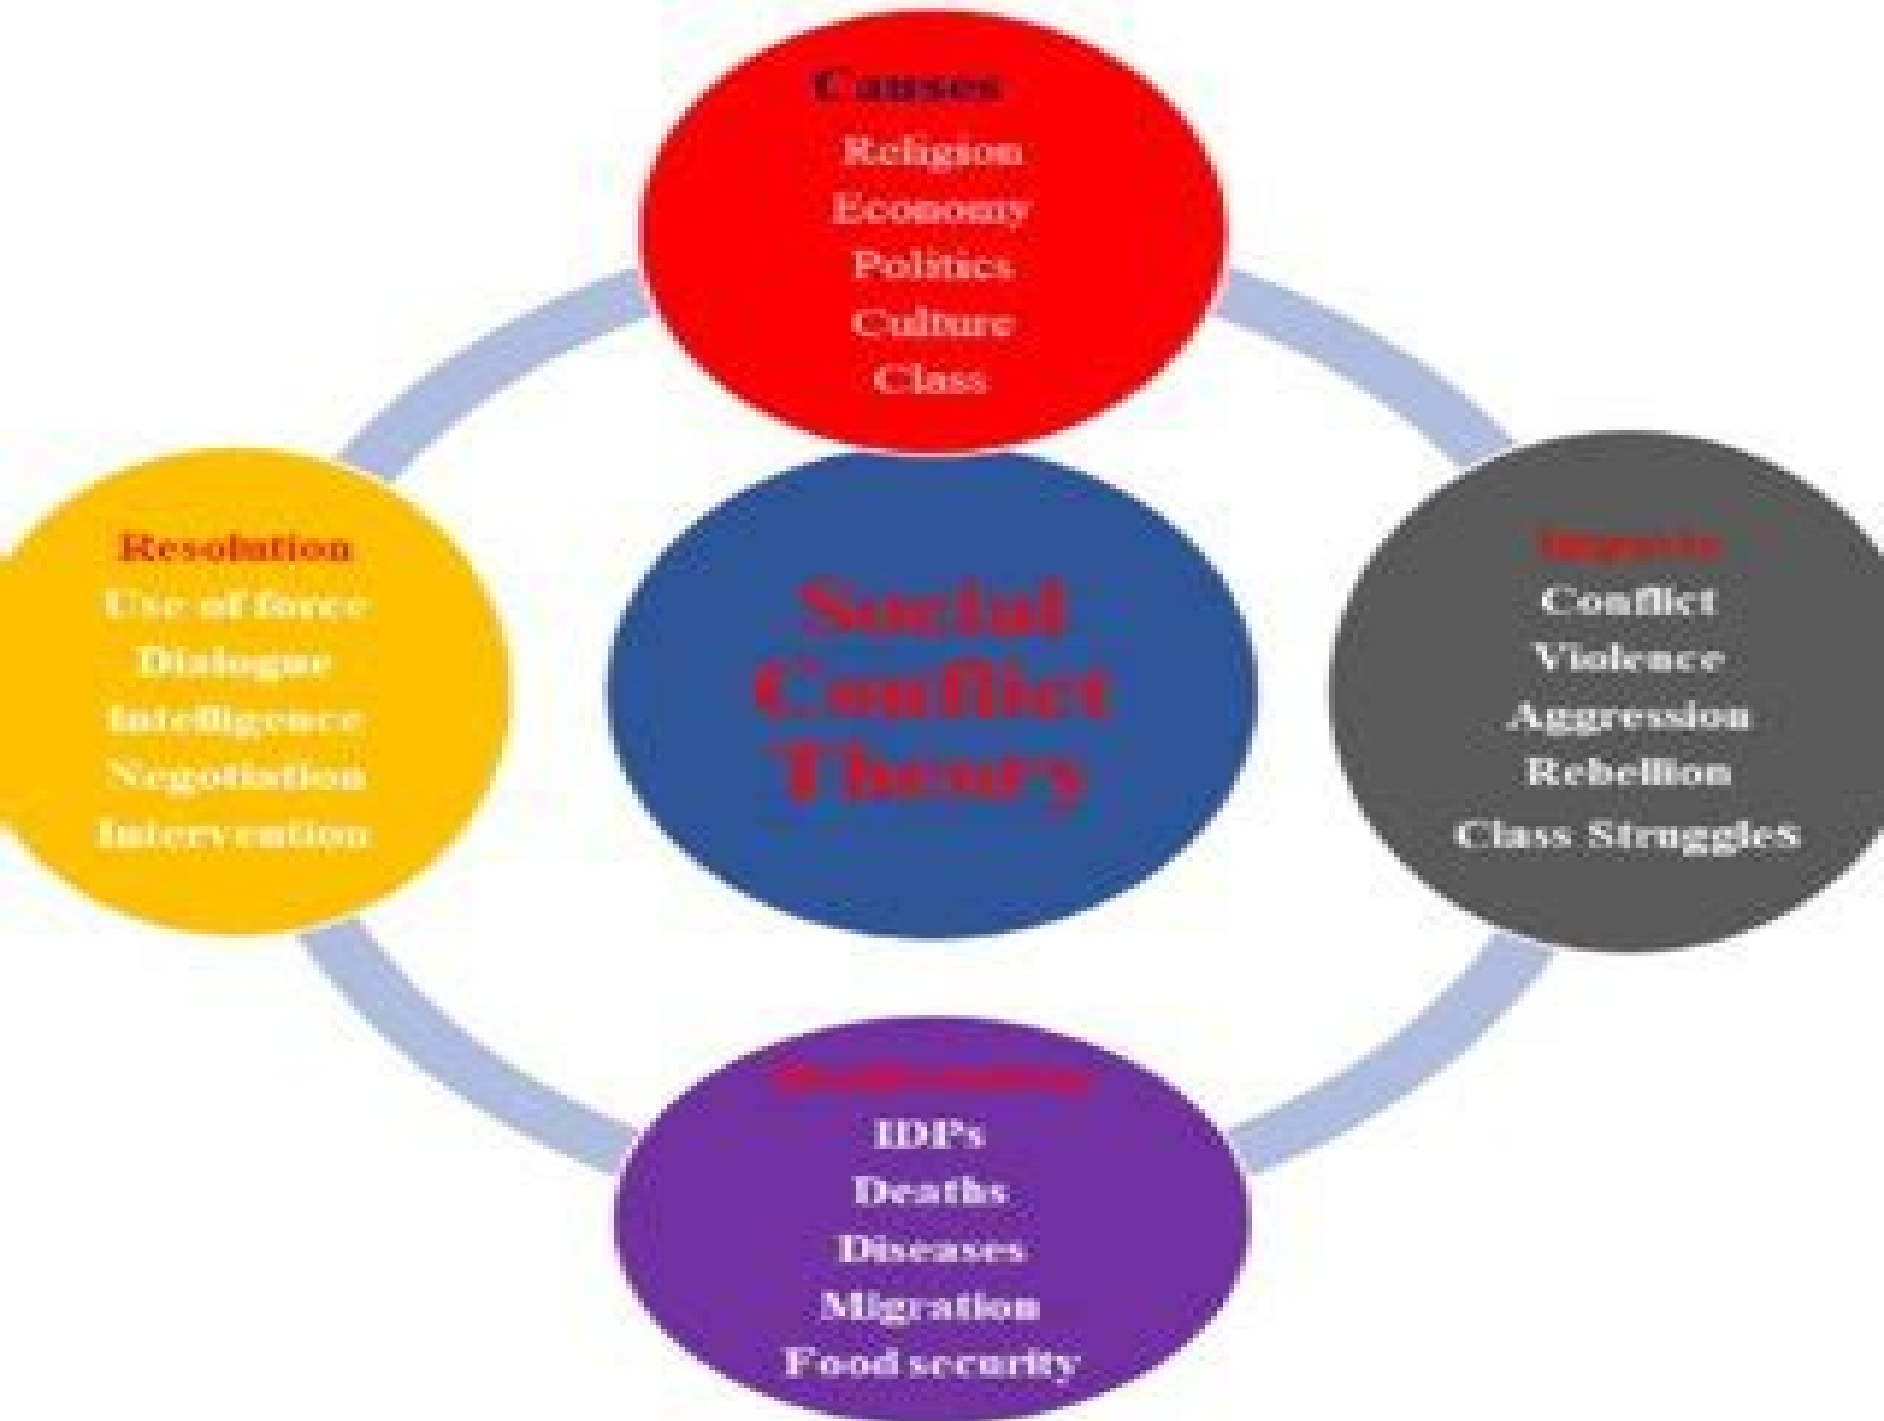 Causes
Religion
Economy
Politics
Culture
Class
Resolution
Use of force
Dialogue
Intelligence
Negotiation
Intervention
Social
Conflict
Theory
Impacts
Conflict
Violence
Aggression
Rebellion
Class Struggles
IDPs
Deaths
Diseases
Migration
Food security